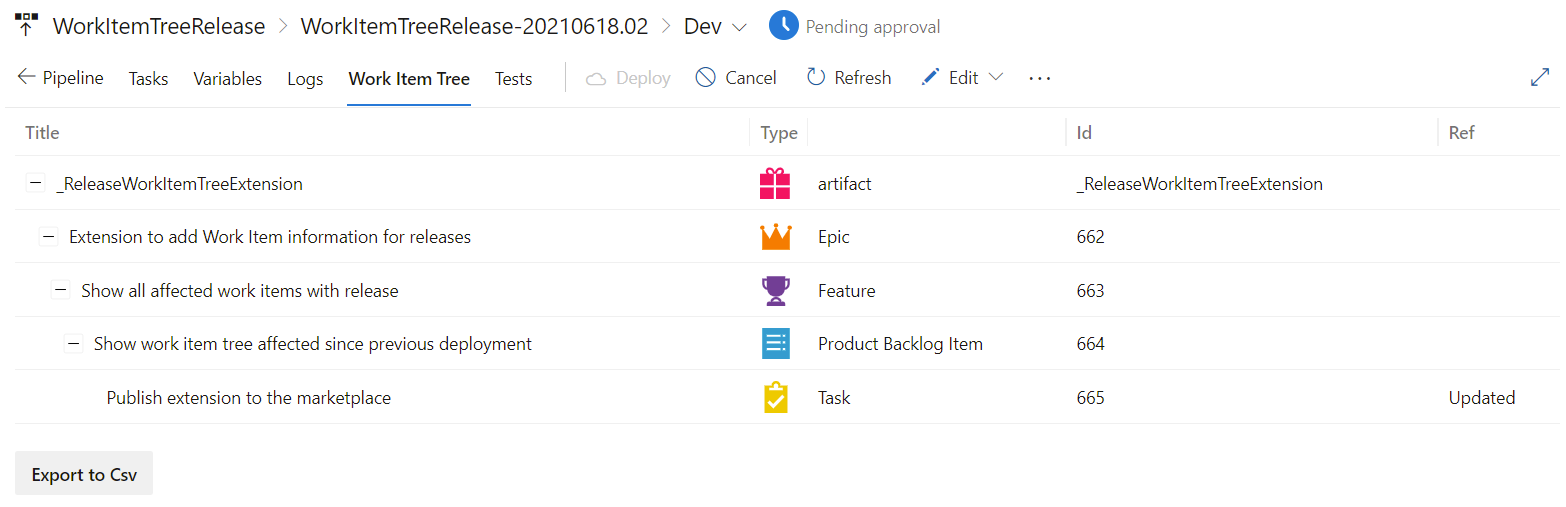 WorkItemTreeRelease > WorkItemTreeRelease-20210618.02 > Dev Pending approval
Pipeline Tasks Variables Logs Work Item Tree Tests Deploy Cancel Refresh Edit ...
Title Type Id Ref
_ReleaseWorkItemTreeExtension artifact _ReleaseWorkItemTreeExtension
Extension to add Work Item information for releases Epic 662
Show all affected work items with release Feature 663
Show work item tree affected since previous deployment Product Backlog Item 664
Publish extension to the marketplace Task 665 Updated
Export to Csv